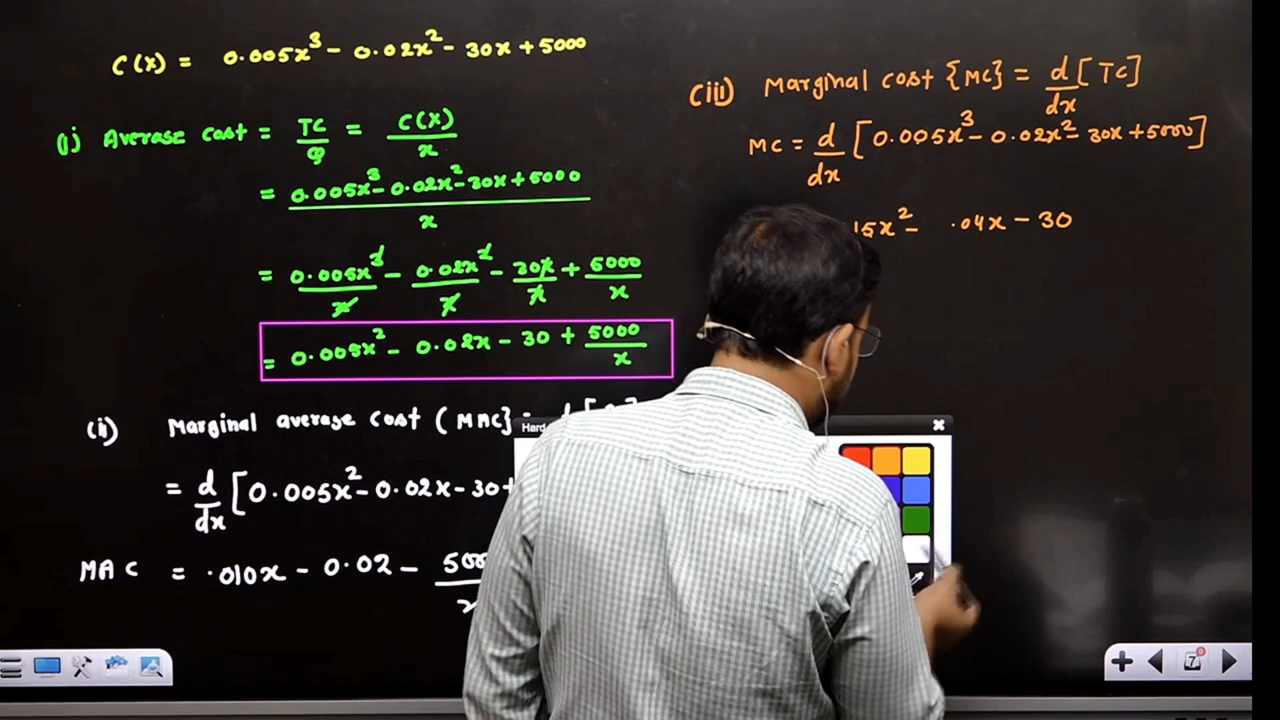 C(x) = 0.005x³ - 0.02x² - 30x + 5000
(i) Average cost = TC/Q = C(x)/x
= 0.005x³ - 0.02x² - 30x + 5000 / x
= 0.005x³/x - 0.02x²/x - 30x/x + 5000/x
= 0.005x² - 0.02x - 30 + 5000/x
(ii) Marginal average cost (MAC}
= d/dx [0.005x² - 0.02x - 30 +
MAC = .010x - 0.02 -
(iii) Marginal cost {MC} = d/dx [TC]
MC = d/dx [0.005x³ - 0.02x² - 30x + 5000]
15x² - .04x - 30
Hard
7